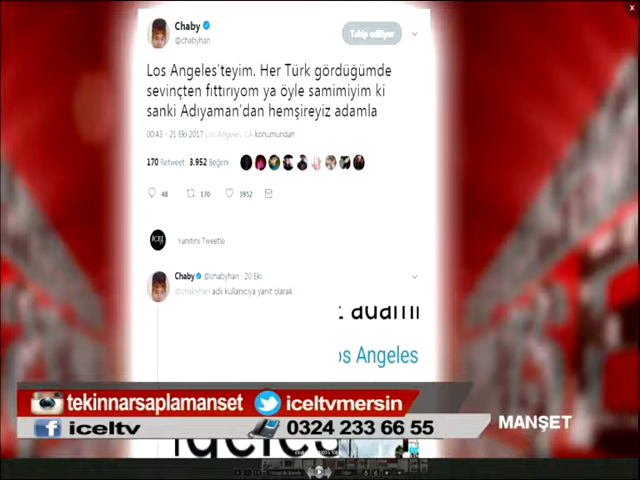 Chaby
@chabyhan
Takip ediliyor
Los Angeles'teyim. Her Türk gördüğümde
sevinçten fıttırıyom ya öyle samimiyim ki
sanki Adıyaman'dan hemşireyiz adamla
00:43 - 21 Eki 2017 Los Angeles, CA konumundan
170 Retweet 3.952 Beğeni
48 170 3952
Yanıtını Tweetle
Chaby @chabyhan · 20 Eki
@chabyhan adlı kullanıcıya yanıt olarak
os Angeles
tekinnarsaplamanset iceltvmersin
iceltv 0324 233 66 55
MANŞET